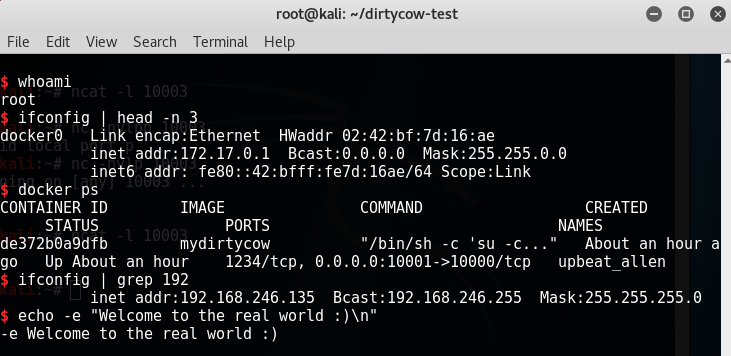 root@kali: ~/dirtycow-test
File Edit View Search Terminal Help
$ whoami
root
$ ifconfig | head -n 3
docker0   Link encap:Ethernet  HWaddr 02:42:bf:7d:16:ae
          inet addr:172.17.0.1  Bcast:0.0.0.0  Mask:255.255.0.0
          inet6 addr: fe80::42:bfff:fe7d:16ae/64 Scope:Link
$ docker ps
CONTAINER ID        IMAGE               COMMAND                  CREATED
     STATUS              PORTS                                   NAMES
de372b0a9dfb        mydirtycow          "/bin/sh -c 'su -c..."   About an hour a
go   Up About an hour    1234/tcp, 0.0.0.0:10001->10000/tcp   upbeat_allen
$ ifconfig | grep 192
          inet addr:192.168.246.135  Bcast:192.168.246.255  Mask:255.255.255.0
$ echo -e "Welcome to the real world :)\n"
-e Welcome to the real world :)